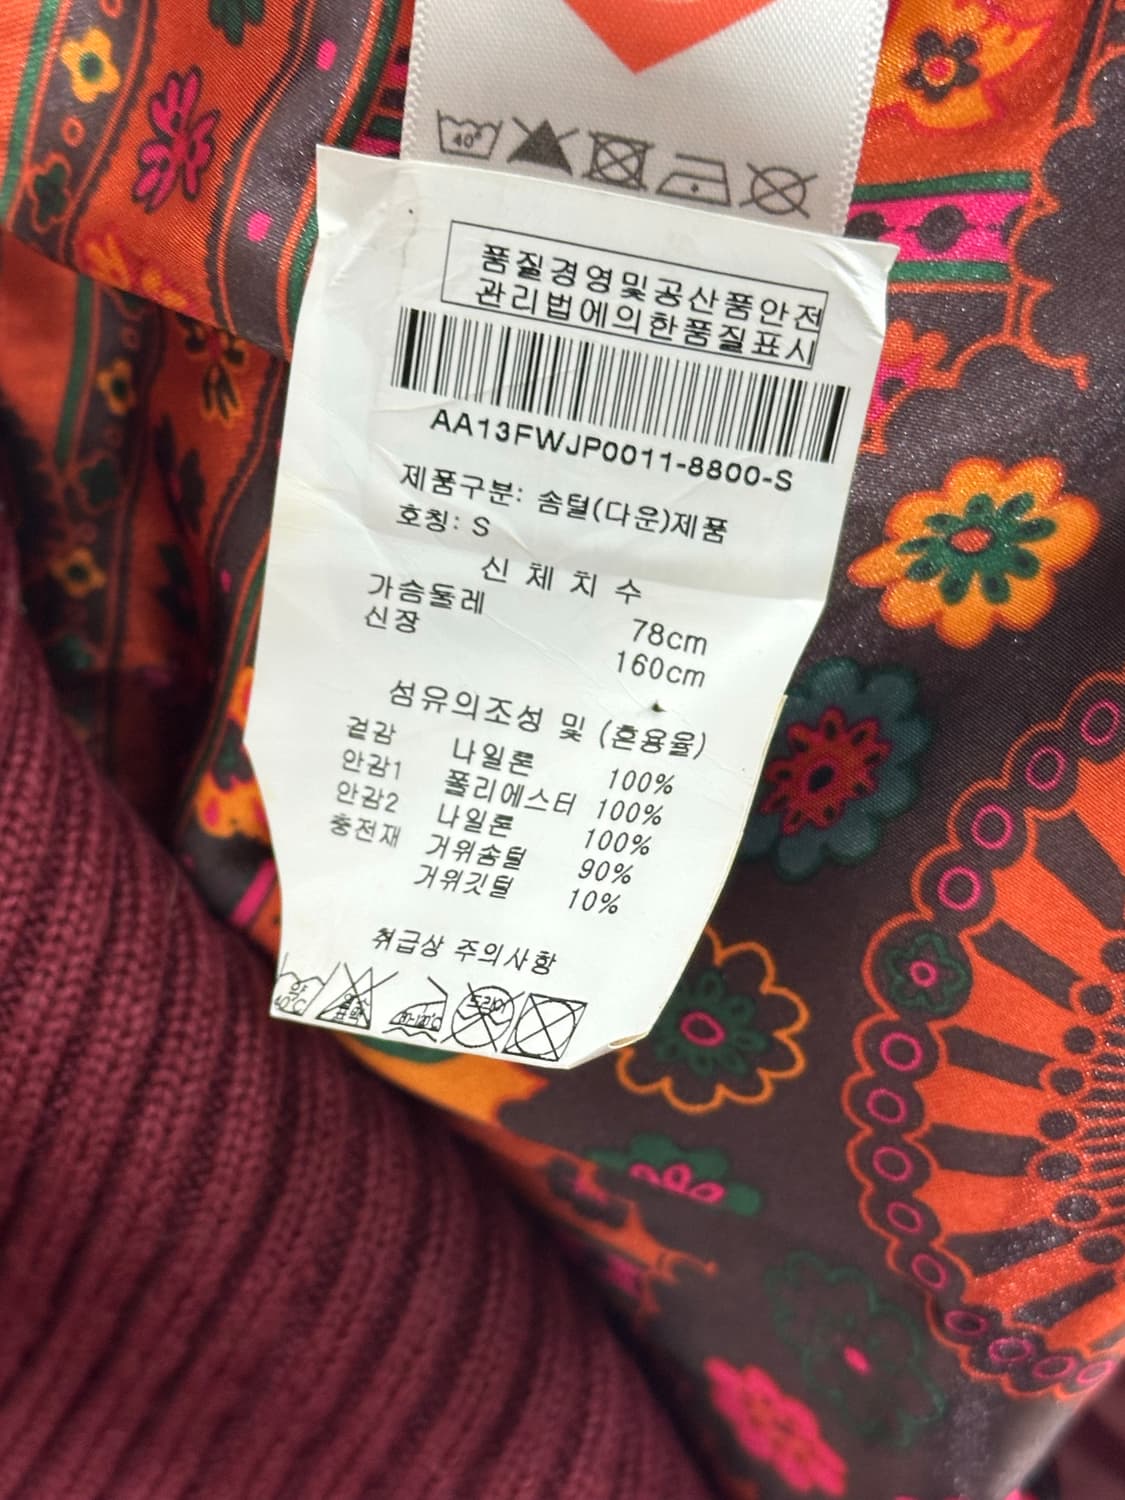 40°
품질경영및공산품안전
관리법에의한품질표시
AA13FWJP0011-8800-S
제품구분: 솜털(다운)제품
호칭: S
신 체 치 수
가슴둘레 78cm
신장 160cm
섬유의조성 및 (혼용율)
겉감 나일론 100%
안감1 폴리에스터 100%
안감2 나일론 100%
충전재 거위솜털 90%
거위깃털 10%
취급상 주의사항
약 40℃ 드라이